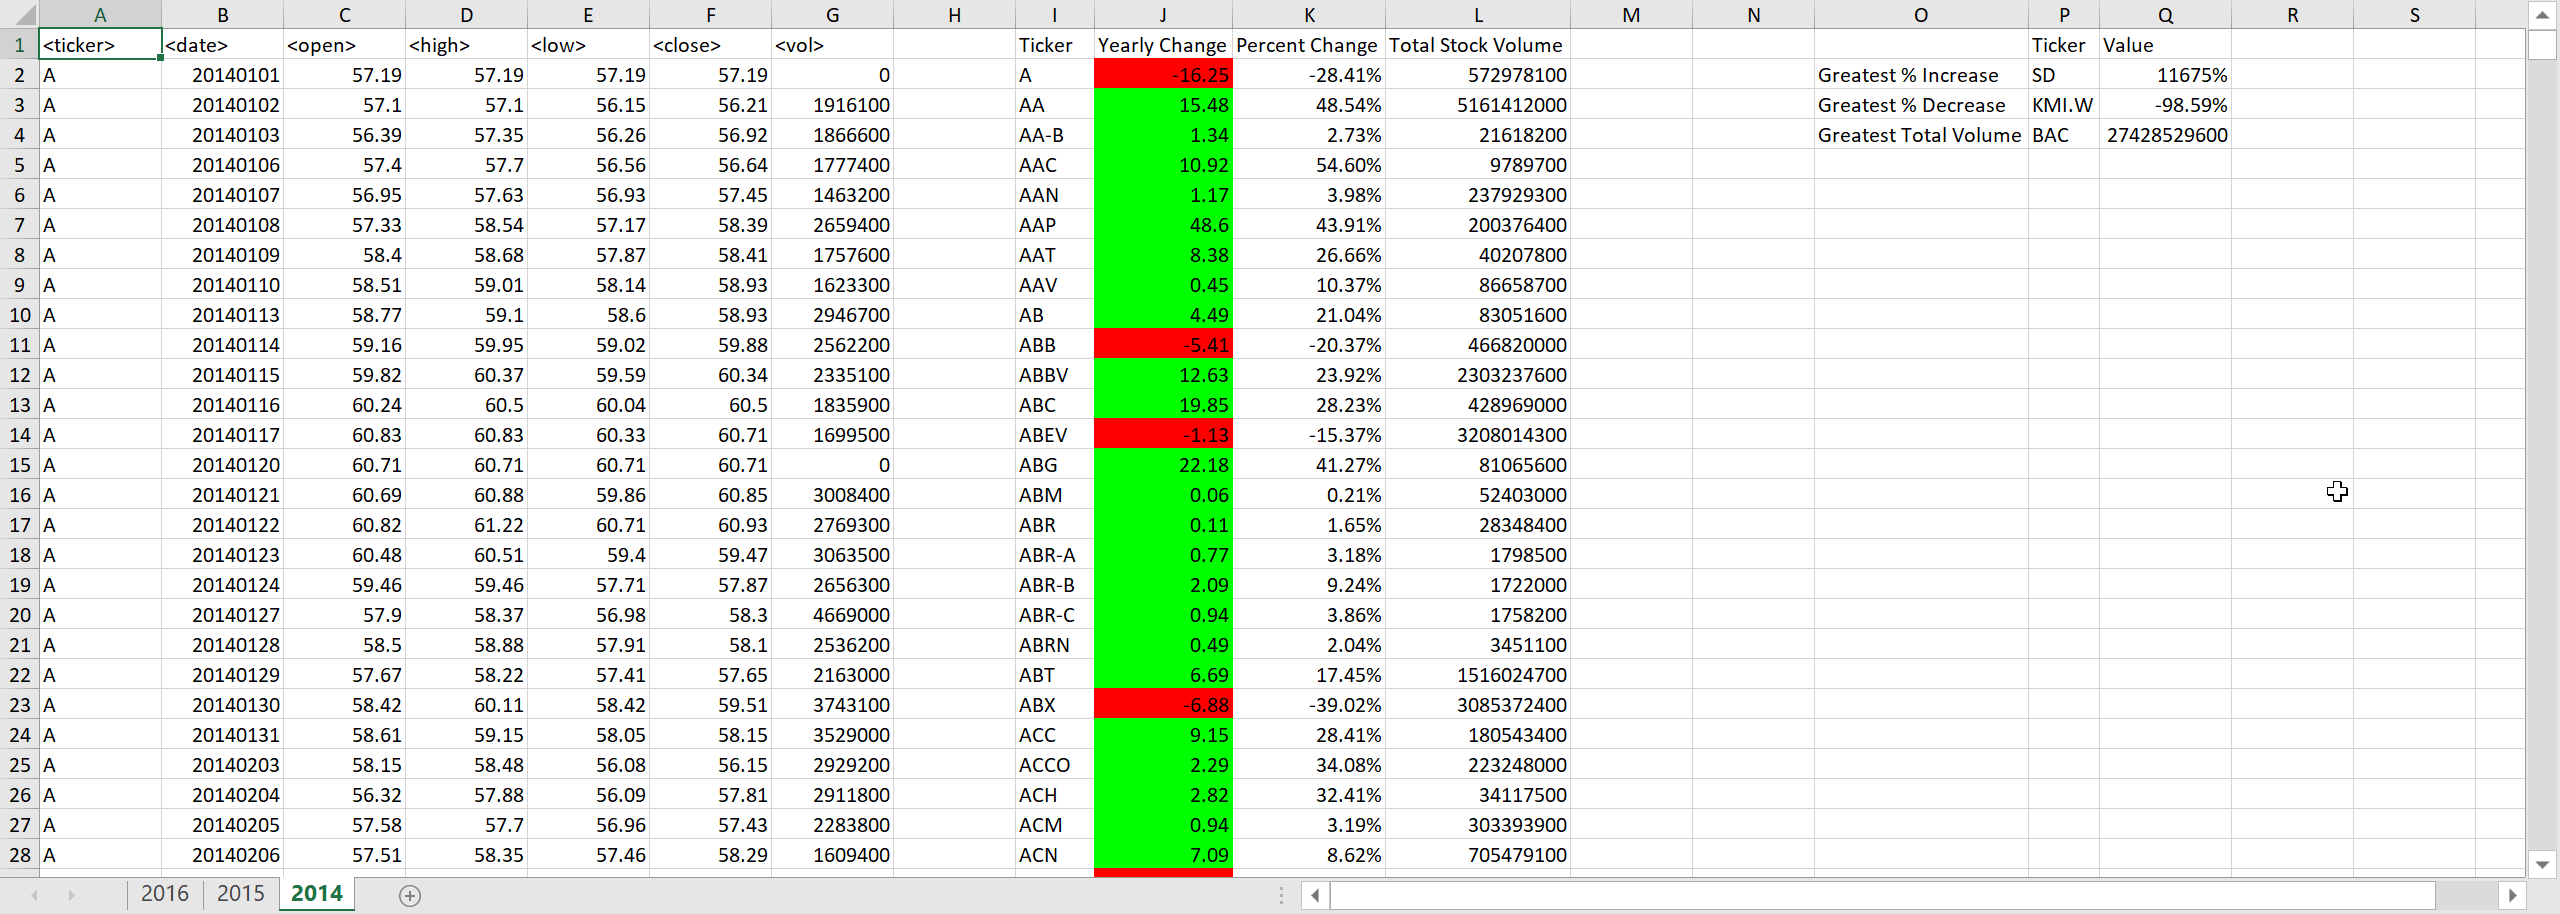 A B C D E F G H I J K L M N O P Q R S
1 <ticker> <date> <open> <high> <low> <close> <vol> Ticker Yearly Change Percent Change Total Stock Volume Ticker Value
2 A 20140101 57.19 57.19 57.19 57.19 0 A -16.25 -28.41% 572978100 Greatest % Increase SD 11675%
3 A 20140102 57.1 57.1 56.15 56.21 1916100 AA 15.48 48.54% 5161412000 Greatest % Decrease KMI.W -98.59%
4 A 20140103 56.39 57.35 56.26 56.92 1866600 AA-B 1.34 2.73% 21618200 Greatest Total Volume BAC 27428529600
5 A 20140106 57.4 57.7 56.56 56.64 1777400 AAC 10.92 54.60% 9789700
6 A 20140107 56.95 57.63 56.93 57.45 1463200 AAN 1.17 3.98% 237929300
7 A 20140108 57.33 58.54 57.17 58.39 2659400 AAP 48.6 43.91% 200376400
8 A 20140109 58.4 58.68 57.87 58.41 1757600 AAT 8.38 26.66% 40207800
9 A 20140110 58.51 59.01 58.14 58.93 1623300 AAV 0.45 10.37% 86658700
10 A 20140113 58.77 59.1 58.6 58.93 2946700 AB 4.49 21.04% 83051600
11 A 20140114 59.16 59.95 59.02 59.88 2562200 ABB -5.41 -20.37% 466820000
12 A 20140115 59.82 60.37 59.59 60.34 2335100 ABBV 12.63 23.92% 2303237600
13 A 20140116 60.24 60.5 60.04 60.5 1835900 ABC 19.85 28.23% 428969000
14 A 20140117 60.83 60.83 60.33 60.71 1699500 ABEV -1.13 -15.37% 3208014300
15 A 20140120 60.71 60.71 60.71 60.71 0 ABG 22.18 41.27% 81065600
16 A 20140121 60.69 60.88 59.86 60.85 3008400 ABM 0.06 0.21% 52403000
17 A 20140122 60.82 61.22 60.71 60.93 2769300 ABR 0.11 1.65% 28348400
18 A 20140123 60.48 60.51 59.4 59.47 3063500 ABR-A 0.77 3.18% 1798500
19 A 20140124 59.46 59.46 57.71 57.87 2656300 ABR-B 2.09 9.24% 1722000
20 A 20140127 57.9 58.37 56.98 58.3 4669000 ABR-C 0.94 3.86% 1758200
21 A 20140128 58.5 58.88 57.91 58.1 2536200 ABRN 0.49 2.04% 3451100
22 A 20140129 57.67 58.22 57.41 57.65 2163000 ABT 6.69 17.45% 1516024700
23 A 20140130 58.42 60.11 58.42 59.51 3743100 ABX -6.88 -39.02% 3085372400
24 A 20140131 58.61 59.15 58.05 58.15 3529000 ACC 9.15 28.41% 180543400
25 A 20140203 58.15 58.48 56.08 56.15 2929200 ACCO 2.29 34.08% 223248000
26 A 20140204 56.32 57.88 56.09 57.81 2911800 ACH 2.82 32.41% 34117500
27 A 20140205 57.58 57.7 56.96 57.43 2283800 ACM 0.94 3.19% 303393900
28 A 20140206 57.51 58.35 57.46 58.29 1609400 ACN 7.09 8.62% 705479100
2016 2015 2014